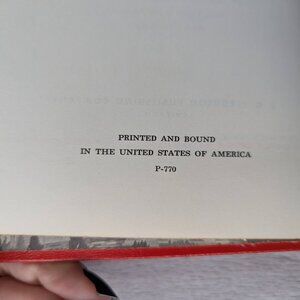 PRINTED AND BOUND
IN THE UNITED STATES OF AMERICA
P-770